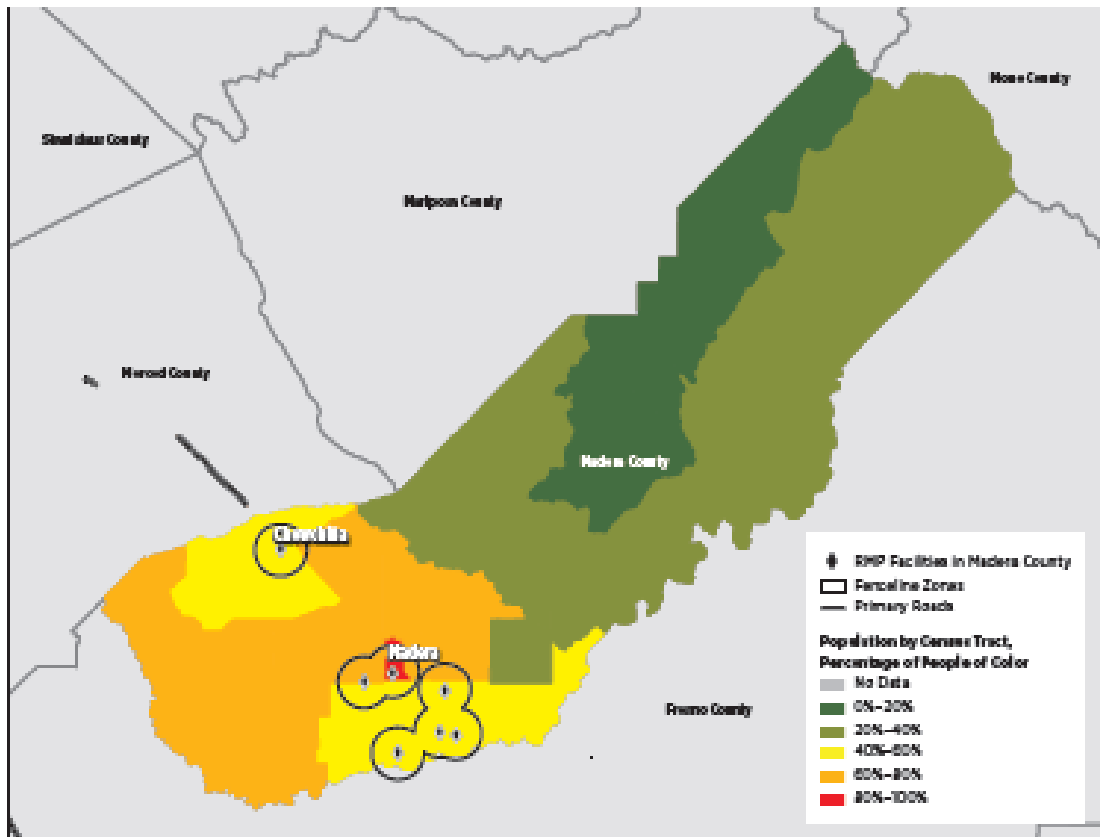 Mono County
Stanislaus County
Mariposa County
Merced County
Madera County
Chowchilla
RMP Facilities in Madera County
Fenceline Zones
Primary Roads
Population by Census Tract,
Percentage of People of Color
Madera
No Data
0%–20%
Fresno County
20%–40%
40%–60%
60%–80%
80%–100%